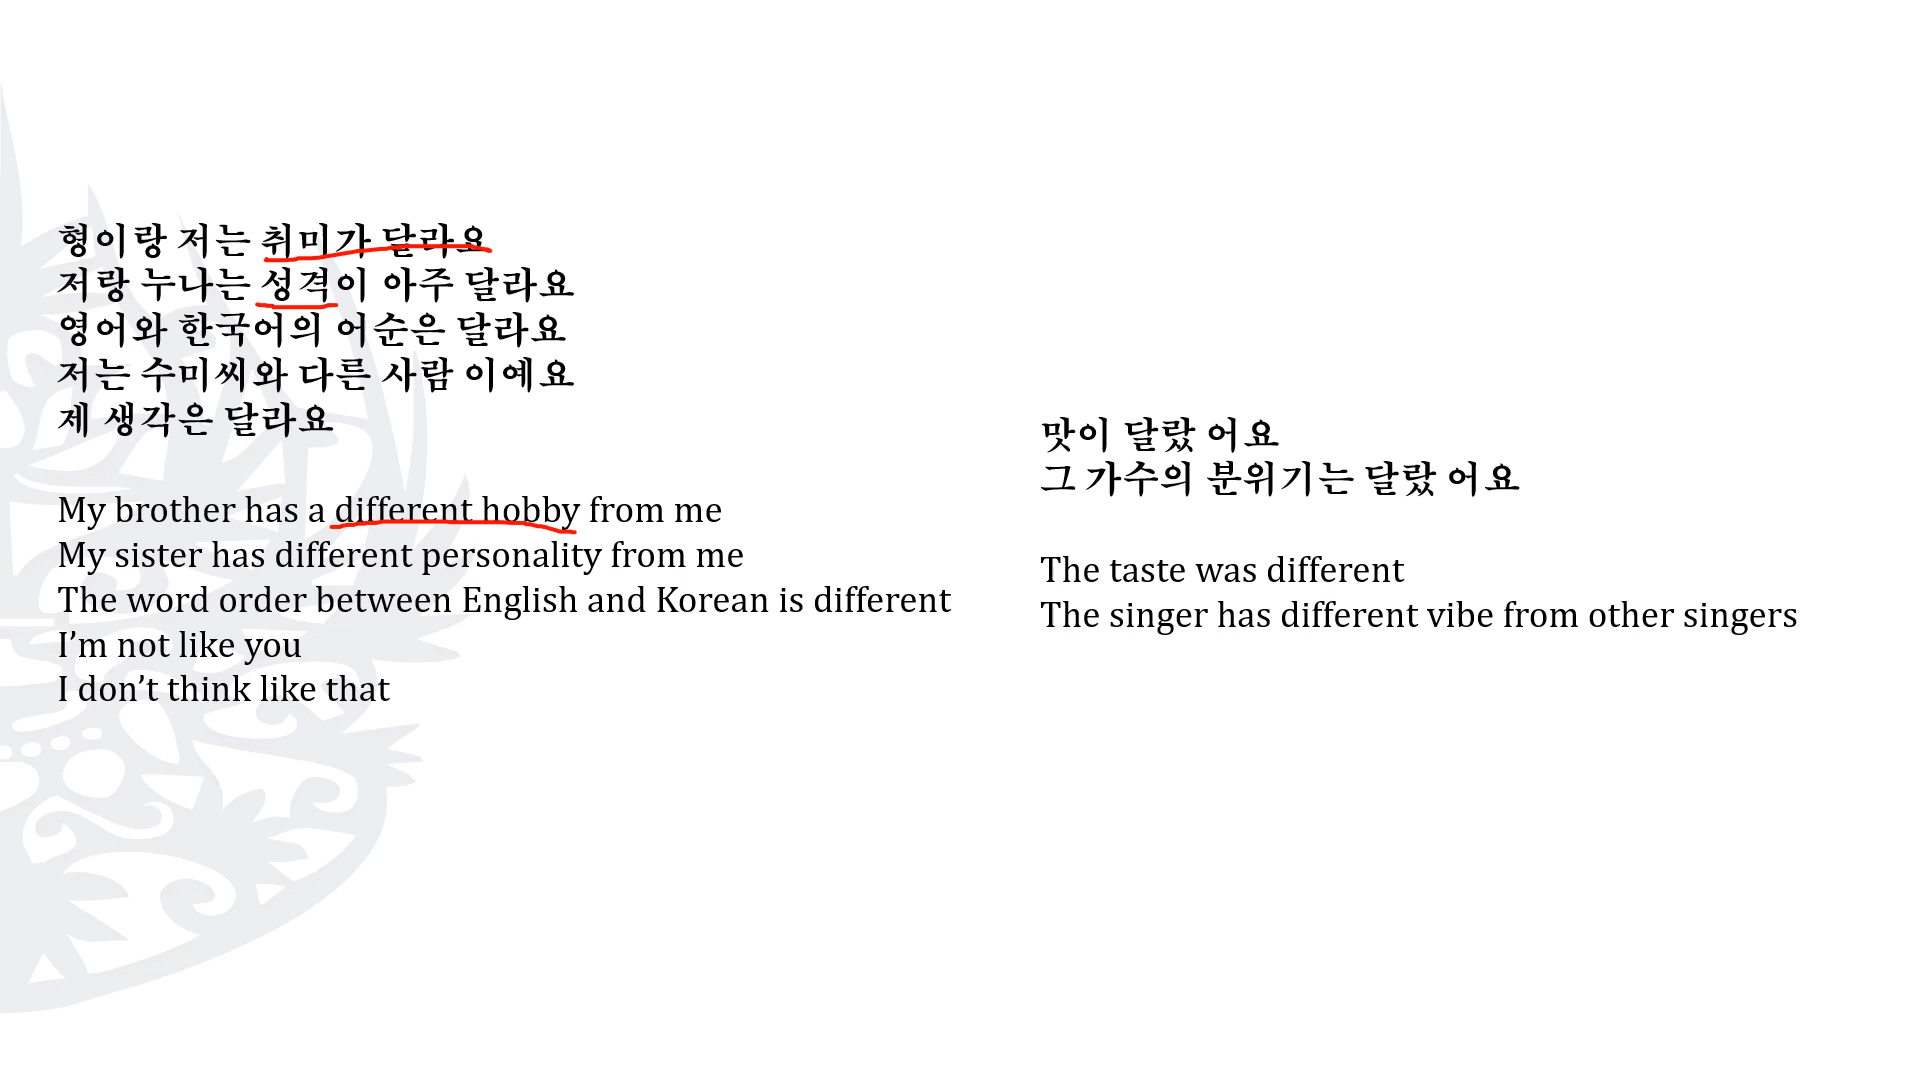 형이랑 저는 취미가 달라요
저랑 누나는 성격이 아주 달라요
영어와 한국어의 어순은 달라요
저는 수미씨와 다른 사람 이예요
제 생각은 달라요
My brother has a different hobby from me
My sister has different personality from me
The word order between English and Korean is different
I’m not like you
I don’t think like that
맛이 달랐 어요
그 가수의 분위기는 달랐 어요
The taste was different
The singer has different vibe from other singers